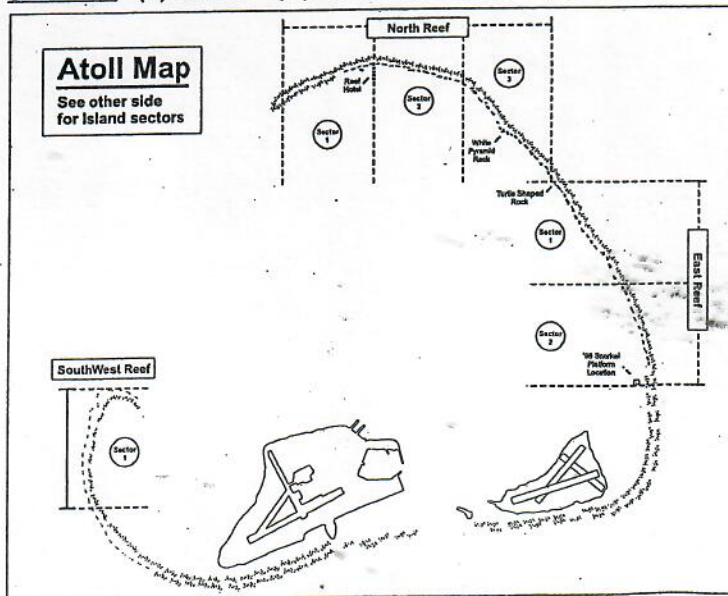 North Reef
Atoll Map
See other side
for Island sectors
Reef
Hotel
Sector
1
Sector
2
Sector
3
White
Pyramid
Rock
Turtle Shaped
Rock
Sector
1
East Reef
Sector
2
Snorkel
Platform
Location
SouthWest Reef
Sector
1